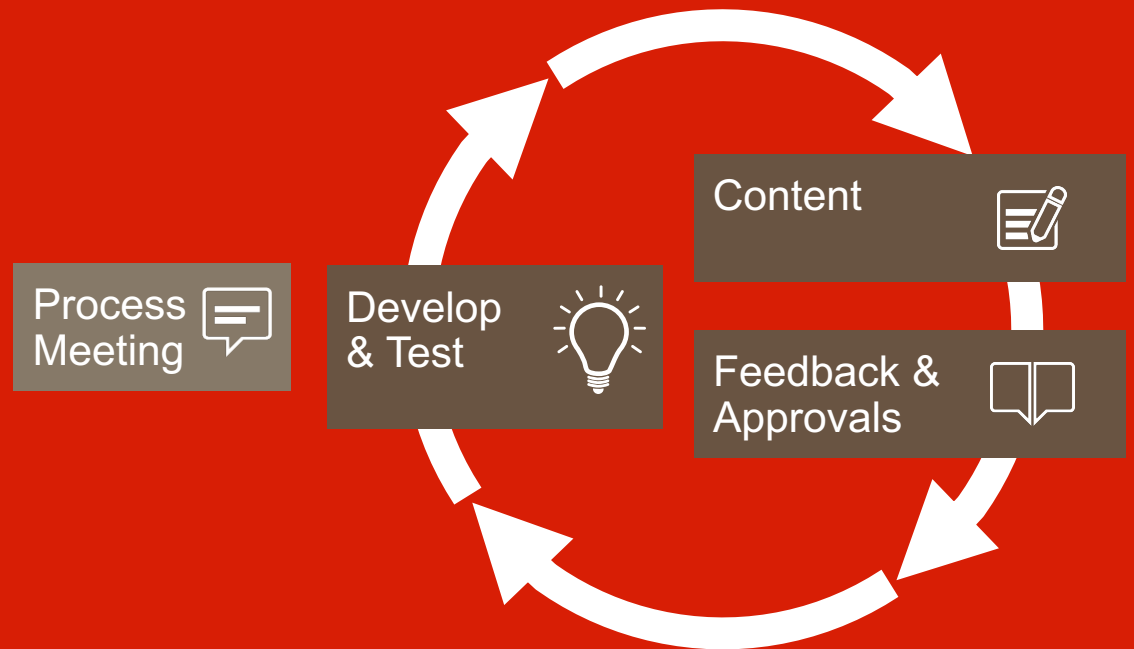 Process
Meeting
Develop
& Test
Content
Feedback &
Approvals